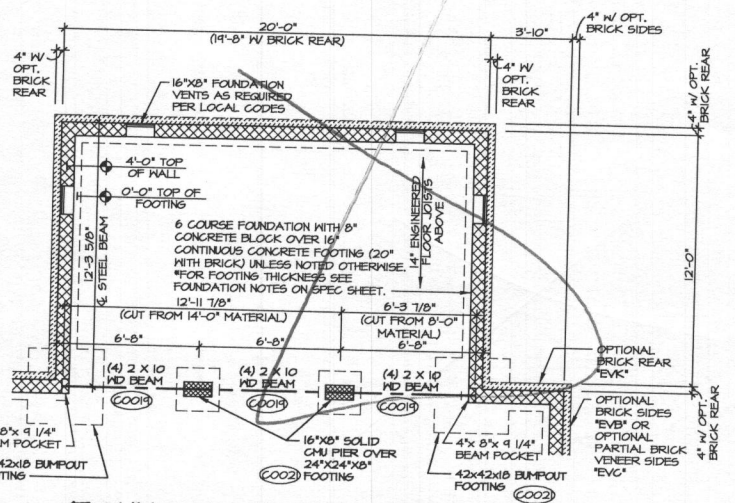 20'-0"
(19'-8" W/ BRICK REAR)
3'-10"
4" W/ OPT.
BRICK SIDES
4" W/
OPT.
BRICK
REAR
4" W/
OPT.
BRICK
REAR
4" W/ OPT.
BRICK REAR
16"X8" FOUNDATION
VENTS AS REQUIRED
PER LOCAL CODES
4'-0" TOP
OF WALL
0'-0" TOP OF
FOOTING
12'-3 5/8"
℄ STEEL BEAM
14" ENGINEERED
FLOOR JOISTS
ABOVE
12'-0"
6 COURSE FOUNDATION WITH 8"
CONCRETE BLOCK OVER 16"
CONTINUOUS CONCRETE FOOTING (20"
WITH BRICK) UNLESS NOTED OTHERWISE.
*FOR FOOTING THICKNESS SEE
FOUNDATION NOTES ON SPEC SHEET.
12'-11 7/8"
(CUT FROM 14'-0" MATERIAL)
6'-3 7/8"
(CUT FROM 8'-0"
MATERIAL)
6'-8"
6'-8"
6'-8"
(4) 2 X 10
WD BEAM
C0019
(4) 2 X 10
WD BEAM
C0019
(4) 2 X 10
WD BEAM
C0019
OPTIONAL
BRICK REAR
"EVK"
OPTIONAL
BRICK SIDES
"EVB" OR
OPTIONAL
PARTIAL BRICK
VENEER SIDES
"EVC"
4" W/ OPT.
BRICK REAR
8"x 9 1/4"
POCKET
42x18 BUMPOUT
16"X8" SOLID
CMU PIER OVER
24"X24"X8"
FOOTING
C0021
4"x 8"x 9 1/4"
BEAM POCKET
42x42x18 BUMPOUT
FOOTING
C0021